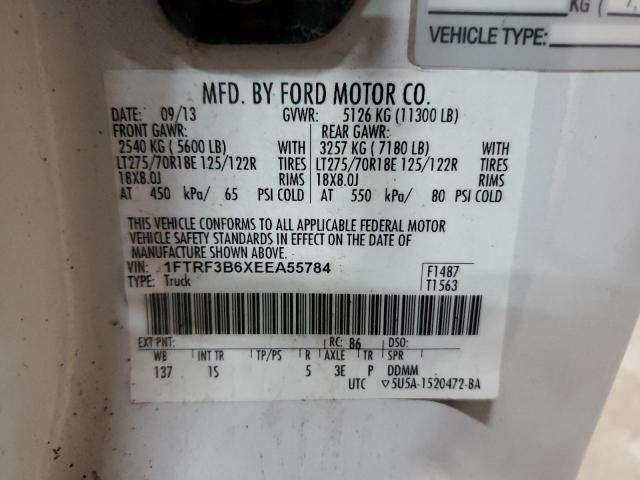 KG (
VEHICLE TYPE:
MFD. BY FORD MOTOR CO.
DATE: 09/13 GVWR: 5126 KG (11300 LB)
FRONT GAWR: REAR GAWR:
2540 KG ( 5600 LB) WITH 3257 KG ( 7180 LB) WITH
LT275/70R18E 125/122R TIRES LT275/70R18E 125/122R TIRES
18X8.0J RIMS 18X8.0J RIMS
AT 450 kPa/ 65 PSI COLD AT 550 kPa/ 80 PSI COLD
THIS VEHICLE CONFORMS TO ALL APPLICABLE FEDERAL MOTOR
VEHICLE SAFETY STANDARDS IN EFFECT ON THE DATE OF
MANUFACTURE SHOWN ABOVE.
VIN: 1FTRF3B6XEEA55784 F1487
TYPE: Truck T1563
EXT PNT: RC: 86 DSO:
WB INT TR TP/PS R AXLE TR SPR
137 1S 5 3E P DDMM
UTC ▽5U5A-1520472-BA